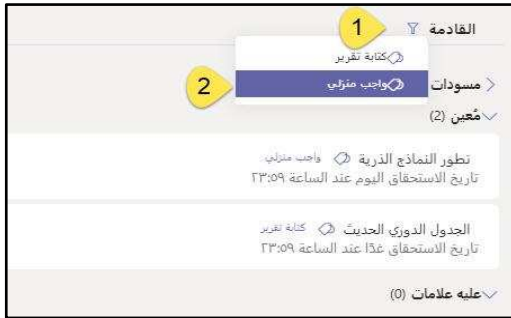 القادمة 1
كتابة تقرير
مسودات واجب منزلي 2
مُعين (2)
تطور النماذج الذرية واجب منزلي
تاريخ الاستحقاق اليوم عند الساعة ٢٣:٥٩
الجدول الدوري الحديث كتابة تقرير
تاريخ الاستحقاق غدًا عند الساعة ٢٣:٥٩
عليه علامات (0)